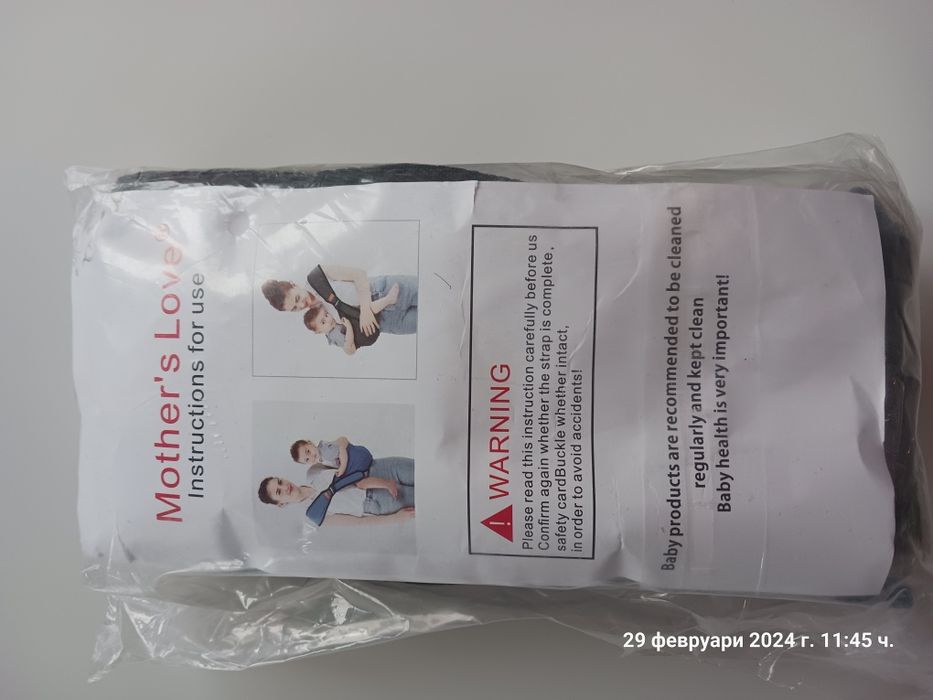 Mother's Love®
Instructions for use
WARNING
Please read this instruction carefully before us
Confirm again whether the strap is complete,
safety cardBuckle whether intact,
in order to avoid accidents!
Baby products are recommended to be cleaned
regularly and kept clean
Baby health is very important!
29 февруари 2024 г. 11:45 ч.